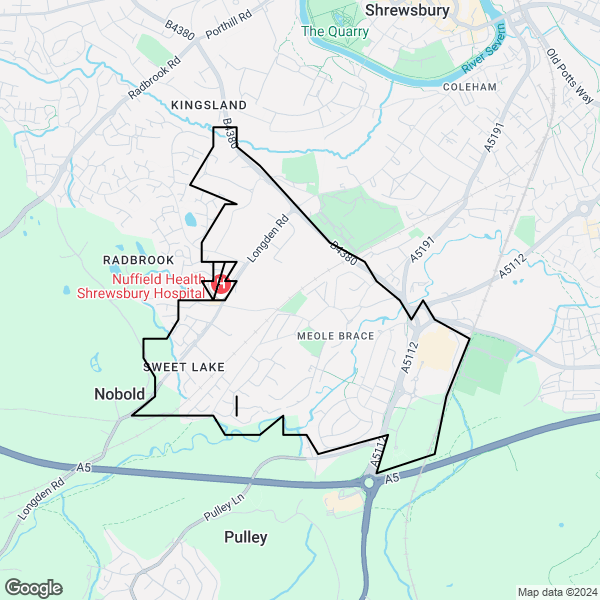 Shrewsbury
B4380
Porthill Rd
The Quarry
River Severn
Old Potts Way
Radbrook Rd
COLEHAM
KINGSLAND
B4380
A5191
Longden Rd
B4380
A5191
A5112
RADBROOK
Nuffield Health
Shrewsbury Hospital
MEOLE BRACE
A5112
SWEET LAKE
Nobold
A5112
A5
A5
Longden Rd
Pulley Ln
Pulley
Google
Map data ©2024